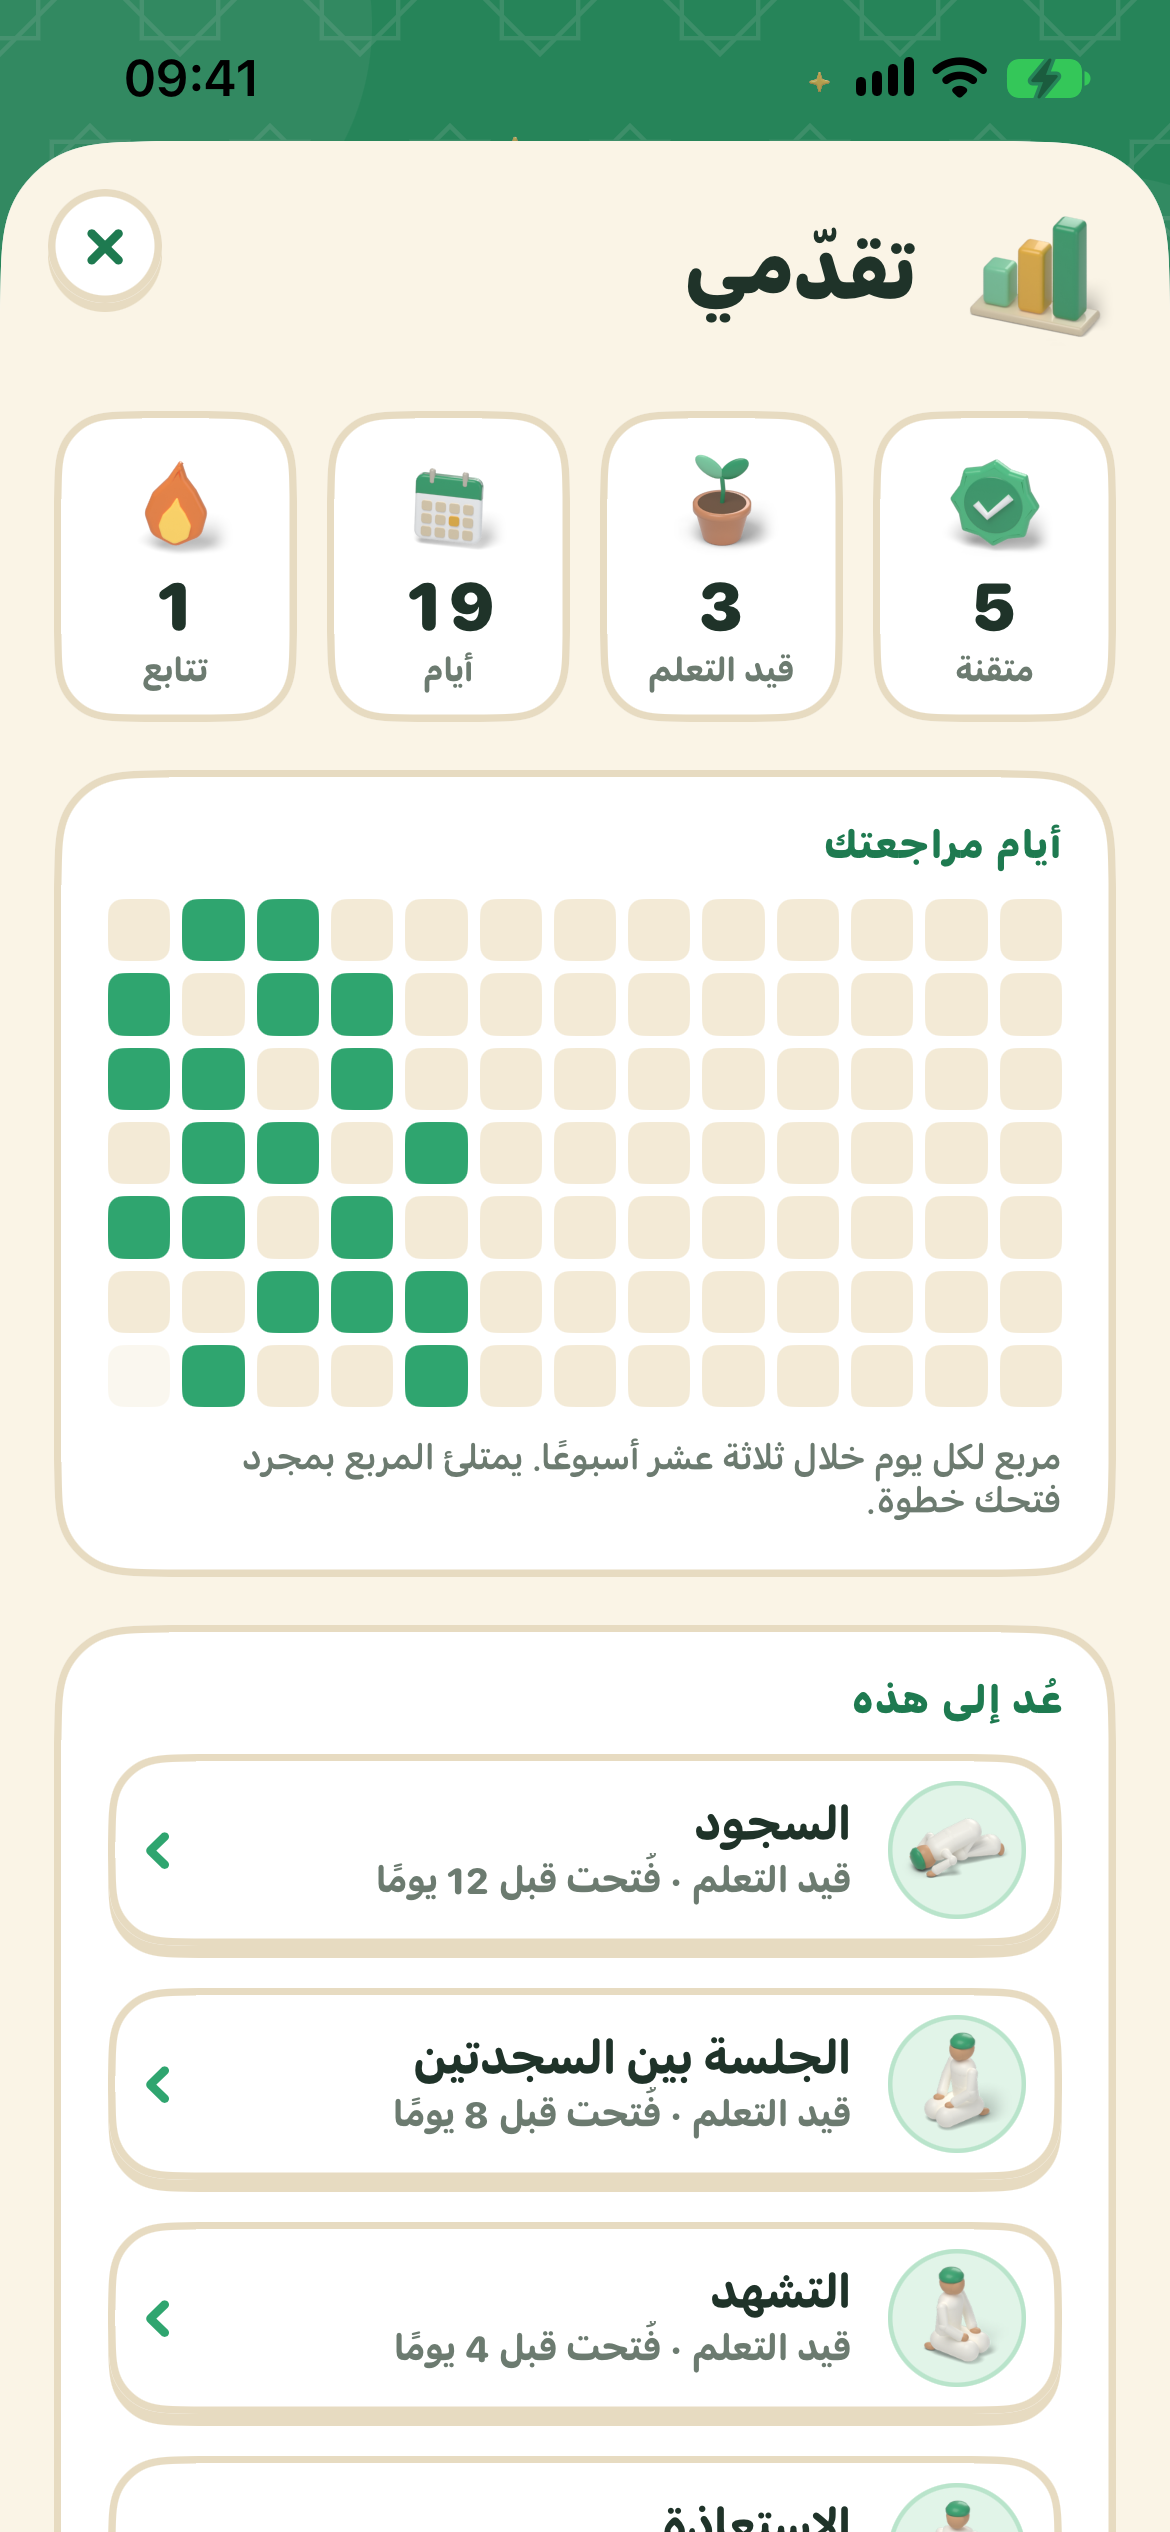 09:41
تقدّمي
5
متقنة
3
قيد التعلم
19
أيام
1
تتابع
أيام مراجعتك
مربع لكل يوم خلال ثلاثة عشر أسبوعًا. يمتلئ المربع بمجرد
فتحك خطوة.
عُد إلى هذه
السجود
قيد التعلم · فُتحت قبل 12 يومًا
الجلسة بين السجدتين
قيد التعلم · فُتحت قبل 8 يومًا
التشهد
قيد التعلم · فُتحت قبل 4 يومًا
الاستعاذة